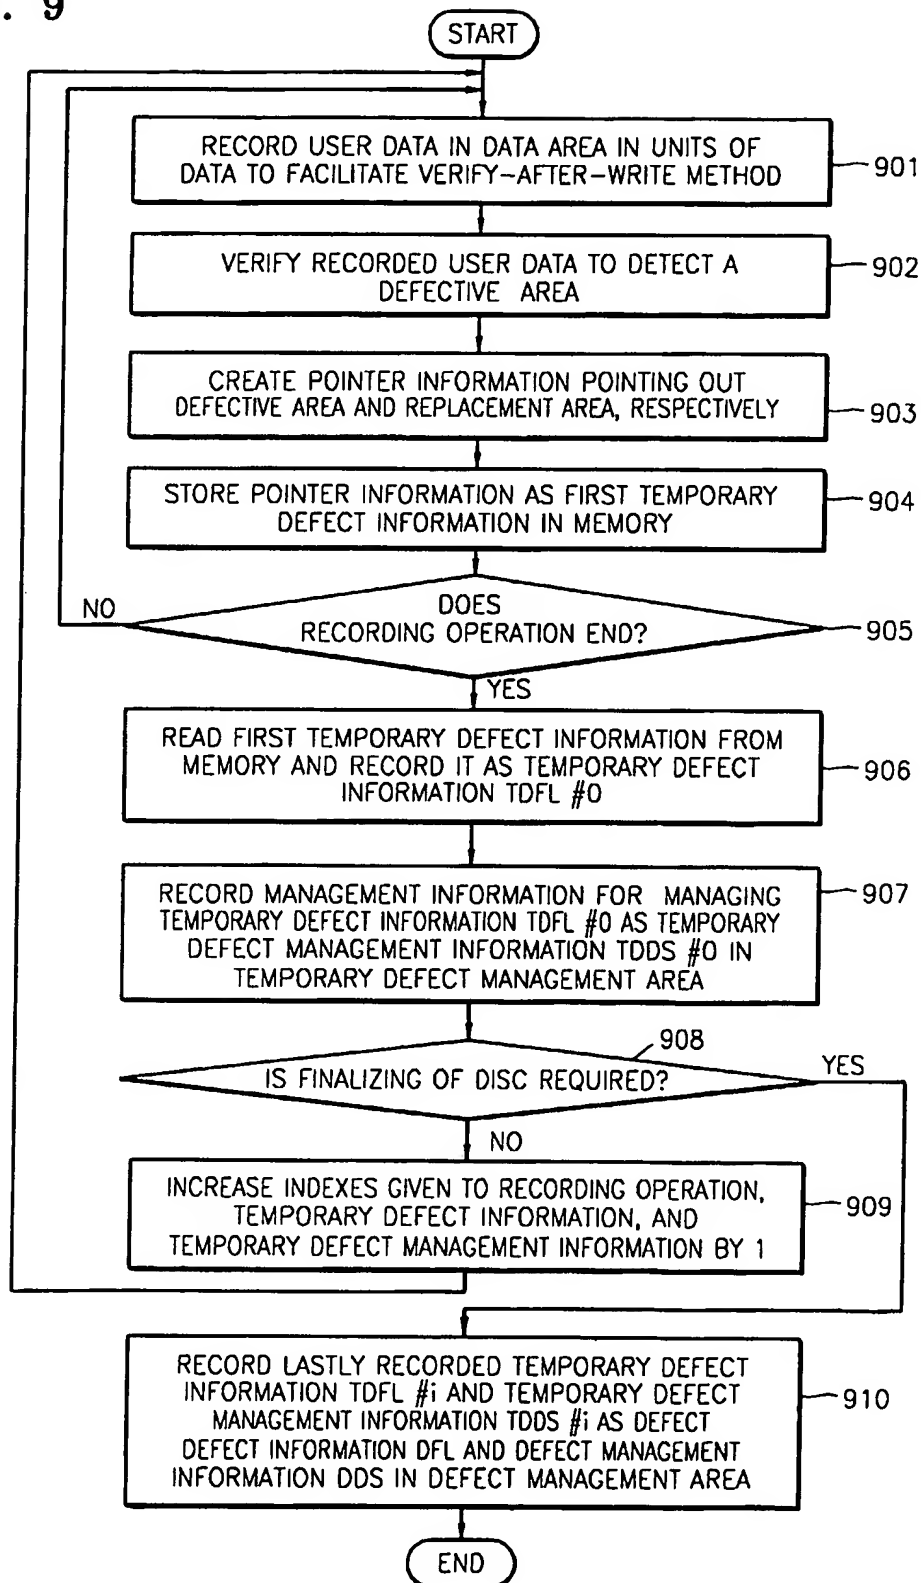 . 9
START
RECORD USER DATA IN DATA AREA IN UNITS OF
DATA TO FACILITATE VERIFY-AFTER-WRITE METHOD
901
VERIFY RECORDED USER DATA TO DETECT A
DEFECTIVE AREA
902
CREATE POINTER INFORMATION POINTING OUT
DEFECTIVE AREA AND REPLACEMENT AREA, RESPECTIVELY
903
STORE POINTER INFORMATION AS FIRST TEMPORARY
DEFECT INFORMATION IN MEMORY
904
NO
DOES
RECORDING OPERATION END?
905
YES
READ FIRST TEMPORARY DEFECT INFORMATION FROM
MEMORY AND RECORD IT AS TEMPORARY DEFECT
INFORMATION TDFL #0
906
RECORD MANAGEMENT INFORMATION FOR MANAGING
TEMPORARY DEFECT INFORMATION TDFL #0 AS TEMPORARY
DEFECT MANAGEMENT INFORMATION TDDS #0 IN
TEMPORARY DEFECT MANAGEMENT AREA
907
908
IS FINALIZING OF DISC REQUIRED?
YES
NO
INCREASE INDEXES GIVEN TO RECORDING OPERATION,
TEMPORARY DEFECT INFORMATION, AND
TEMPORARY DEFECT MANAGEMENT INFORMATION BY 1
909
RECORD LASTLY RECORDED TEMPORARY DEFECT
INFORMATION TDFL #i AND TEMPORARY DEFECT
MANAGEMENT INFORMATION TDDS #i AS DEFECT
DEFECT INFORMATION DFL AND DEFECT MANAGEMENT
INFORMATION DDS IN DEFECT MANAGEMENT AREA
910
END